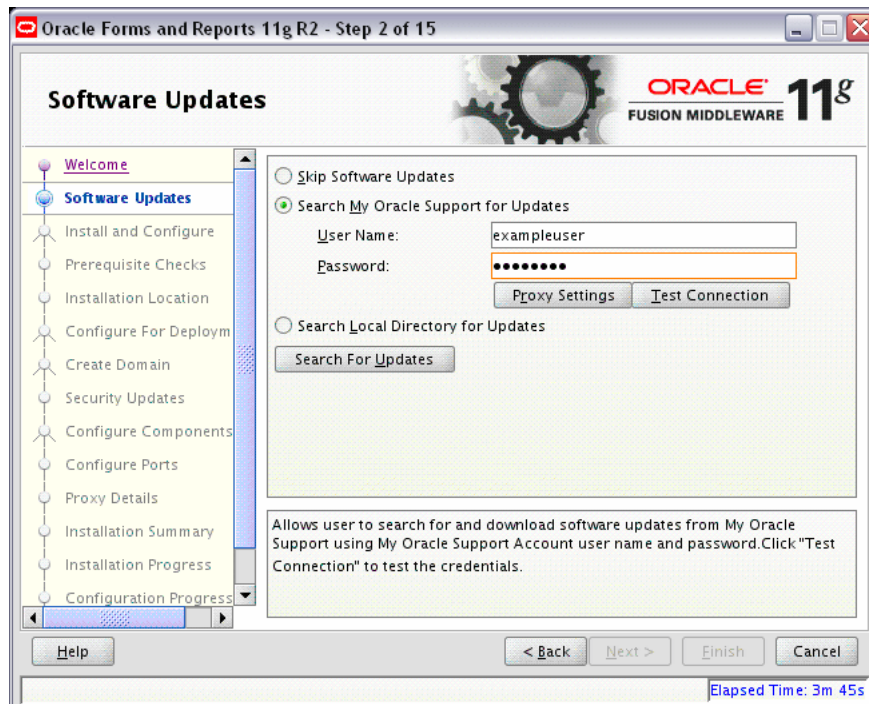 Oracle Forms and Reports 11g R2 - Step 2 of 15
Software Updates
ORACLE
FUSION MIDDLEWARE
11g
Welcome
Software Updates
Install and Configure
Prerequisite Checks
Installation Location
Configure For Deploym
Create Domain
Security Updates
Configure Components
Configure Ports
Proxy Details
Installation Summary
Installation Progress
Configuration Progress
Skip Software Updates
Search My Oracle Support for Updates
User Name: exampleuser
Password: ●●●●●●●●
Proxy Settings Test Connection
Search Local Directory for Updates
Search For Updates
Allows user to search for and download software updates from My Oracle
Support using My Oracle Support Account user name and password.Click "Test
Connection" to test the credentials.
Help < Back Next > Finish Cancel
Elapsed Time: 3m 45s